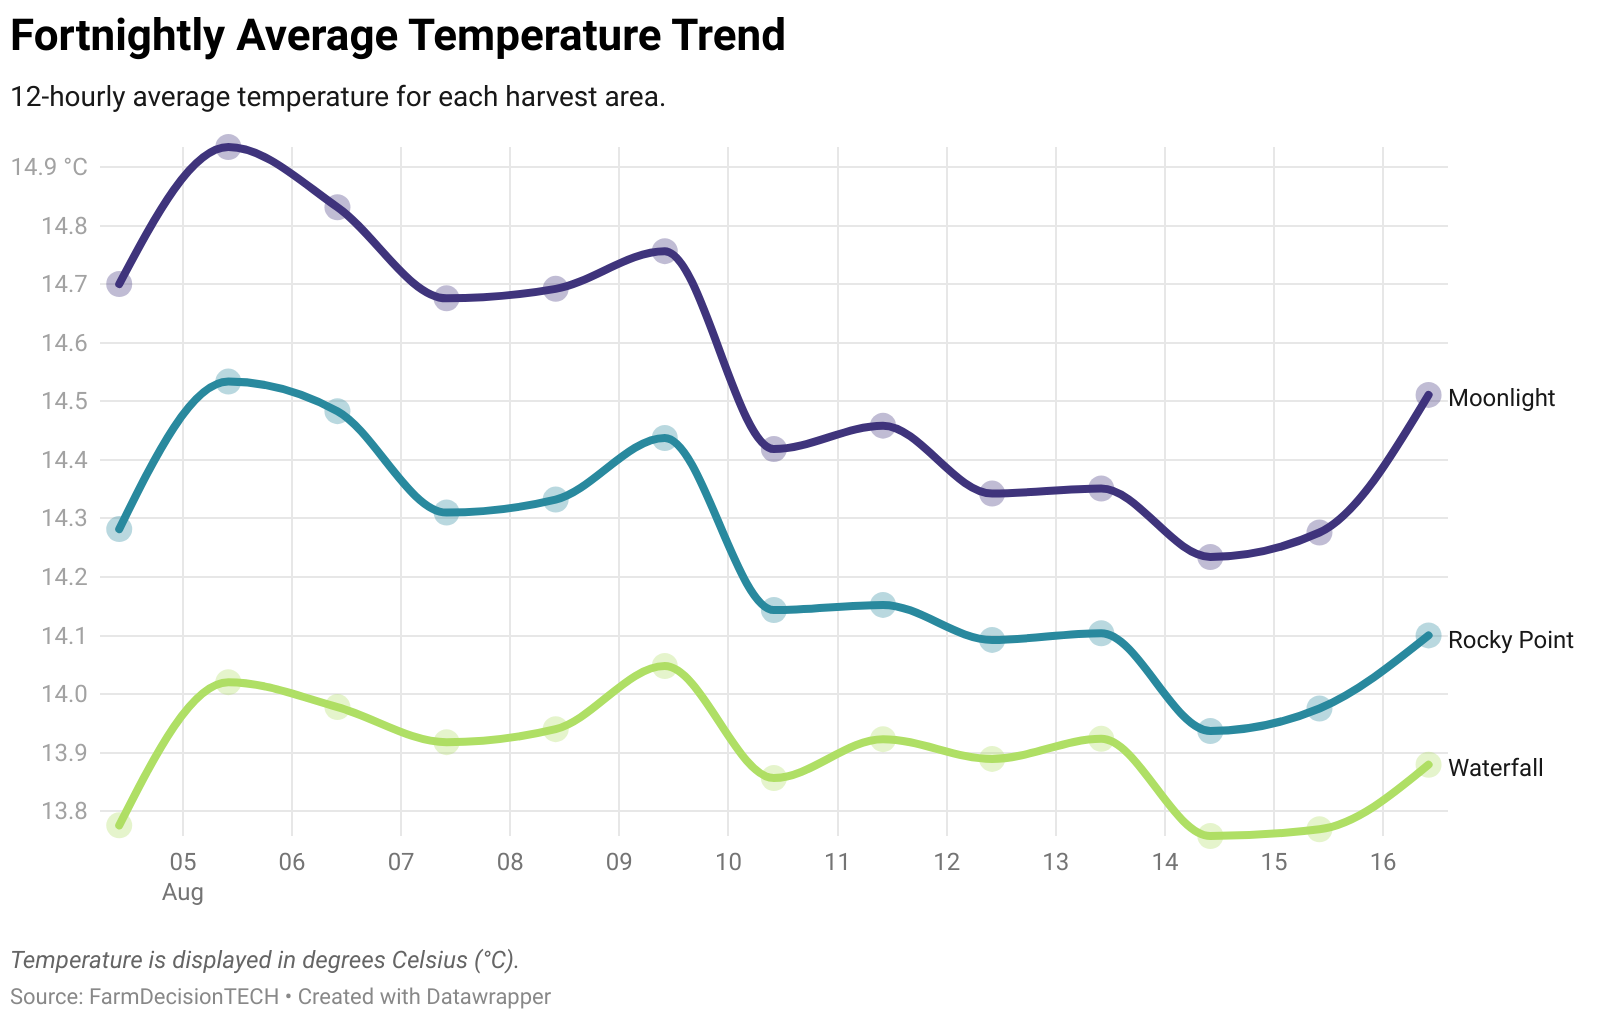 Fortnightly Average Temperature Trend
12-hourly average temperature for each harvest area.
14.9 °C
14.8
14.7
14.6
14.5
14.4
14.3
14.2
14.1
14.0
13.9
13.8
Moonlight
Rocky Point
Waterfall
05 06 07 08 09 10 11 12 13 14 15 16
Aug
Temperature is displayed in degrees Celsius (°C).
Source: FarmDecisionTECH • Created with Datawrapper